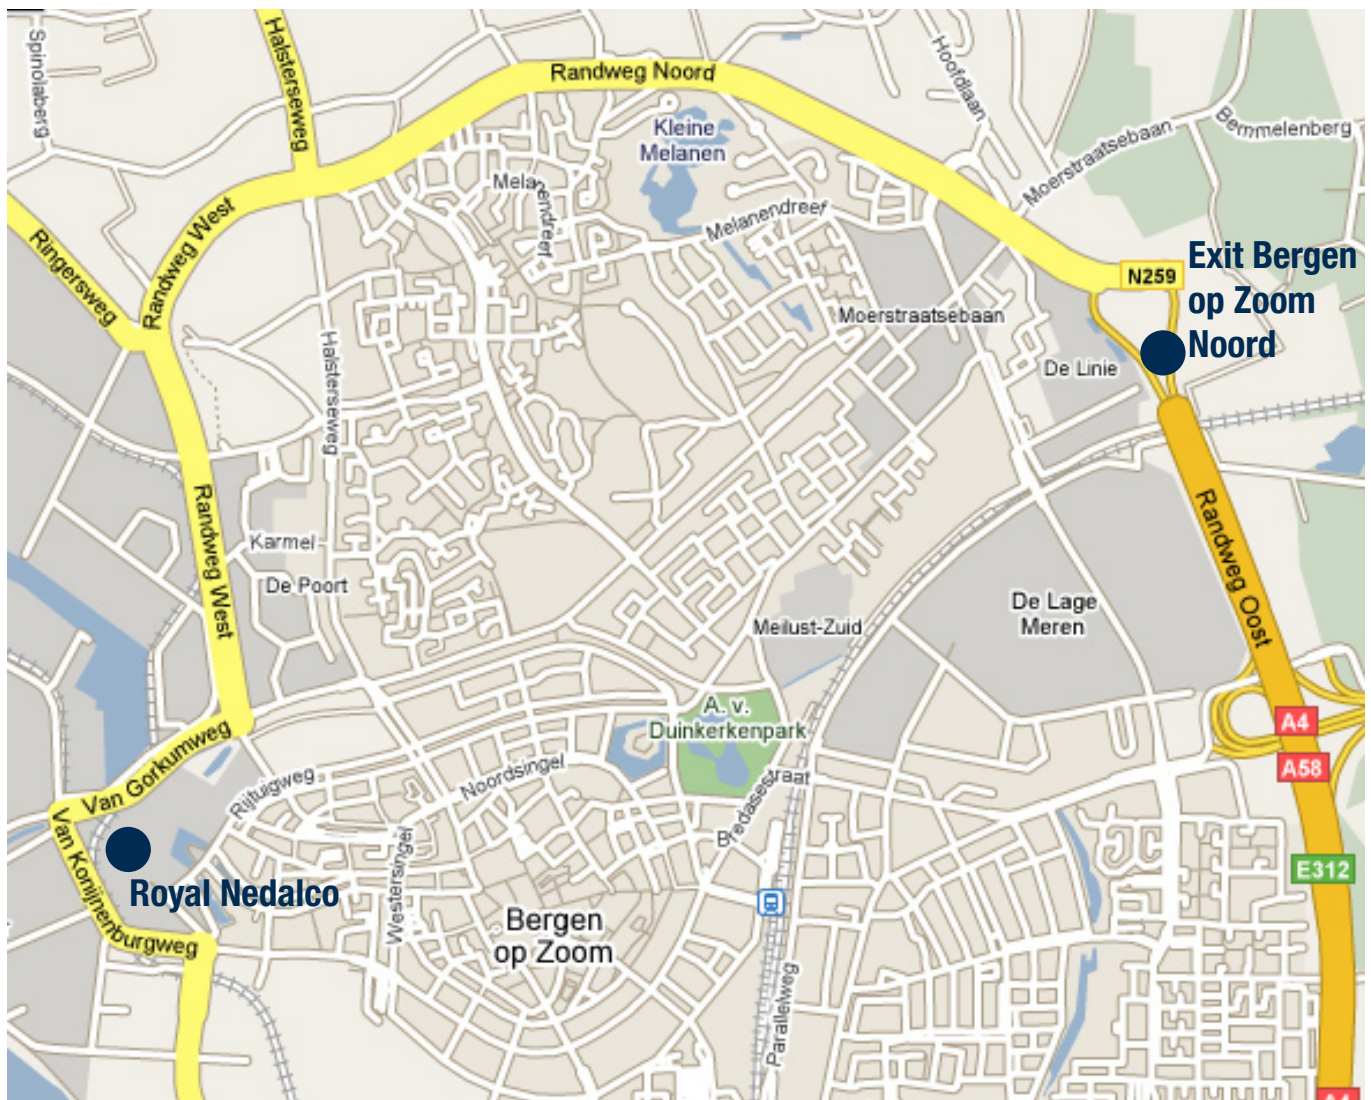 Spinolaberg
Halsterseweg
Randweg Noord
Hoofdlaan
Kleine
Melanen
Moerstraatsebaan
Bemmelenberg
Melanendreef
Melanendreef
Ringersweg
Randweg West
Exit Bergen
op Zoom
Noord
N259
Moerstraatsebaan
De Linie
Halsterseweg
Randweg West
Karmel
De Poort
Randweg Oost
De Lage
Meren
Meilust-Zuid
A. v.
Duinkerkenpark
A4
A58
Van Gorkumweg
Rijtuigweg
Noordsingel
Bredasestraat
Van Konijnenburgweg
Royal Nedalco
Westersingel
E312
Bergen
op Zoom
Parallelweg
A4